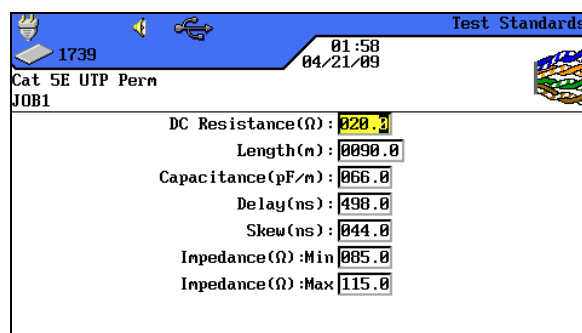 Test Standards
1739
01:58
04/21/09
Cat 5E UTP Perm
JOB1
DC Resistance(Ω): 020.0
Length(m): 0090.0
Capacitance(pF/m): 066.0
Delay(ns): 498.0
Skew(ns): 044.0
Impedance(Ω):Min 085.0
Impedance(Ω):Max 115.0